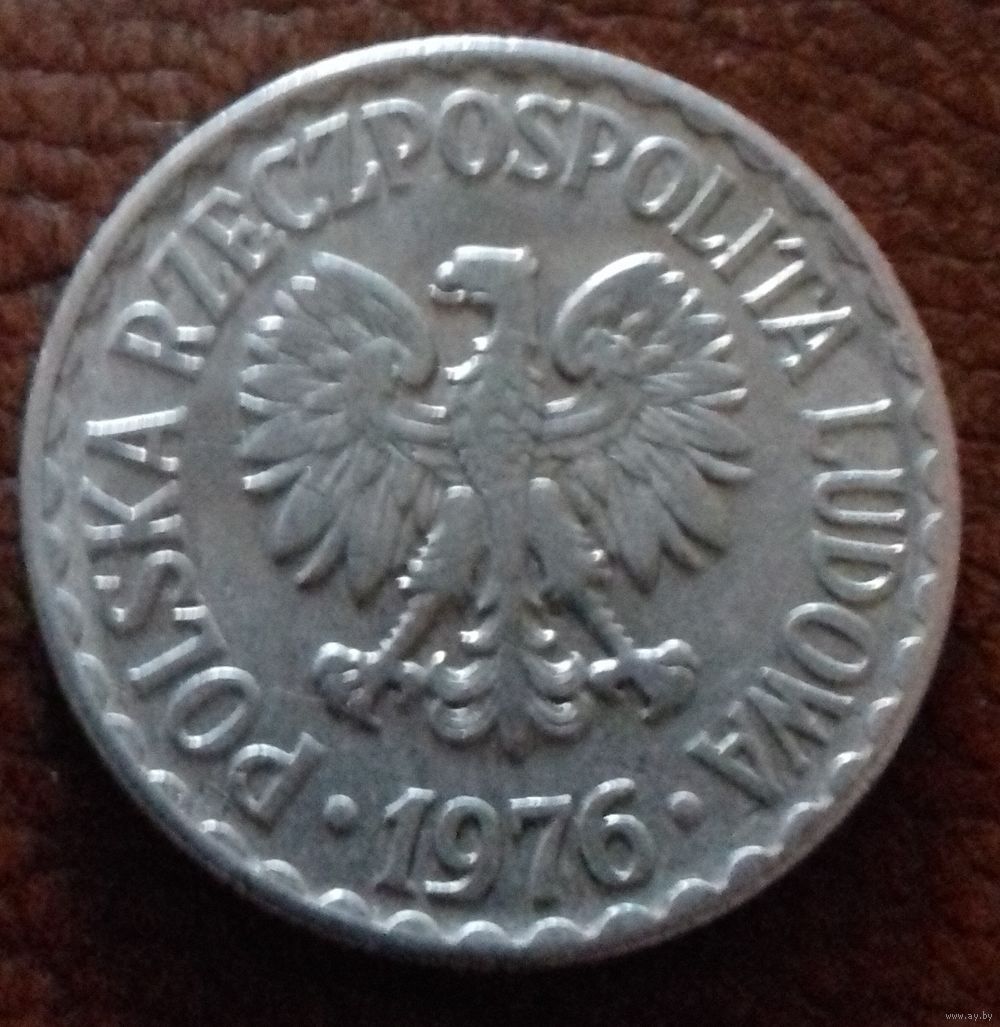 POLSKA RZECZPOSPOLITA LUDOWA
· 1976 ·
www.ay.by